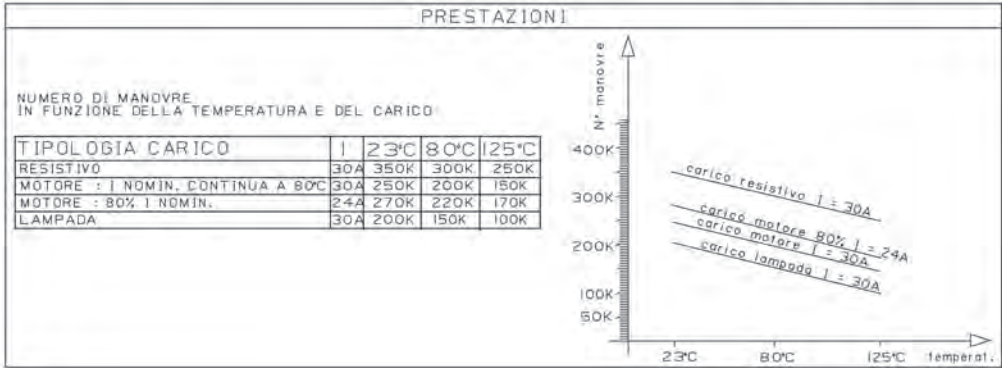 PRESTAZIONI
NUMERO DI MANOVRE
IN FUNZIONE DELLA TEMPERATURA E DEL CARICO
TIPOLOGIA CARICO I 23°C 80°C 125°C
RESISTIVO 30A 350K 300K 250K
MOTORE : I NOMIN. CONTINUA A 80°C 30A 250K 200K 150K
MOTORE : 80% I NOMIN. 24A 270K 220K 170K
LAMPADA 30A 200K 150K 100K
N° manovre
400K
300K
200K
100K
50K
carico resistivo I = 30A
carico motore 80% I = 24A
carico motore I = 30A
carico lampada I = 30A
23°C 80°C 125°C temperat.